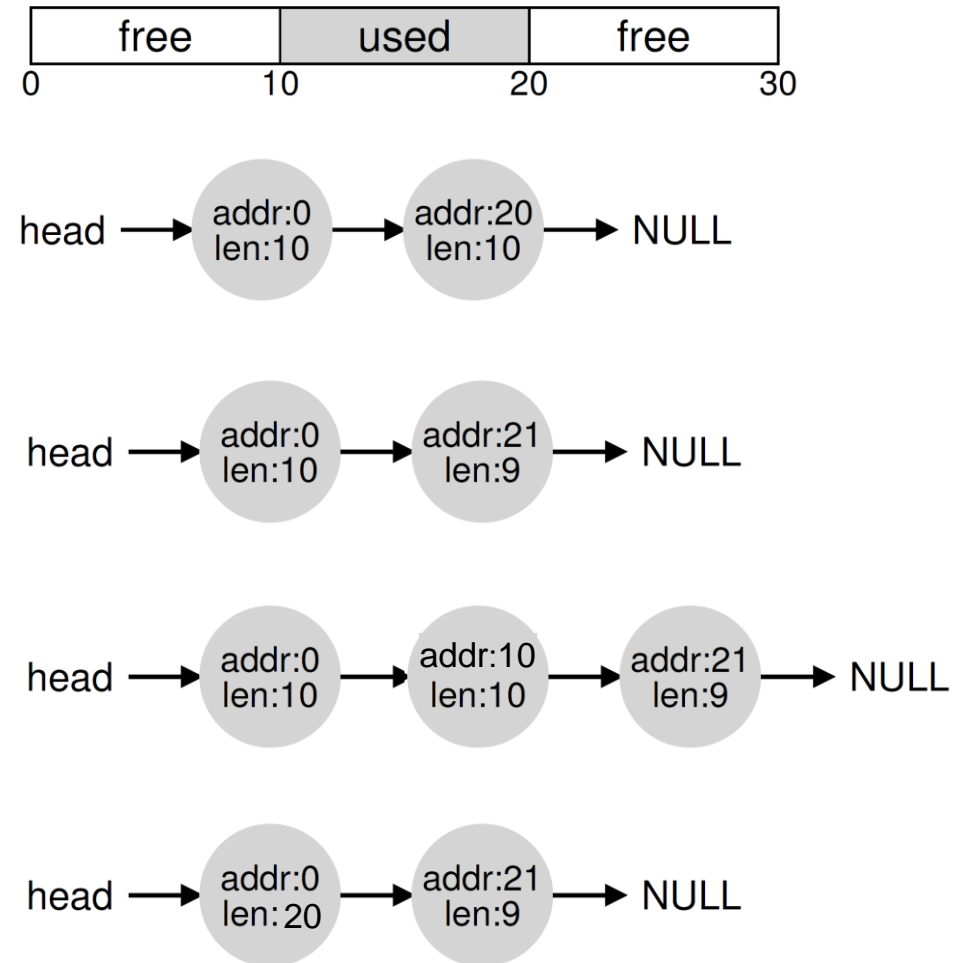 free used free
0 10 20 30
head addr:0 addr:20 NULL
len:10 len:10
head addr:0 addr:21 NULL
len:10 len:9
head addr:0 addr:10 addr:21 NULL
len:10 len:10 len:9
head addr:0 addr:21 NULL
len:20 len:9